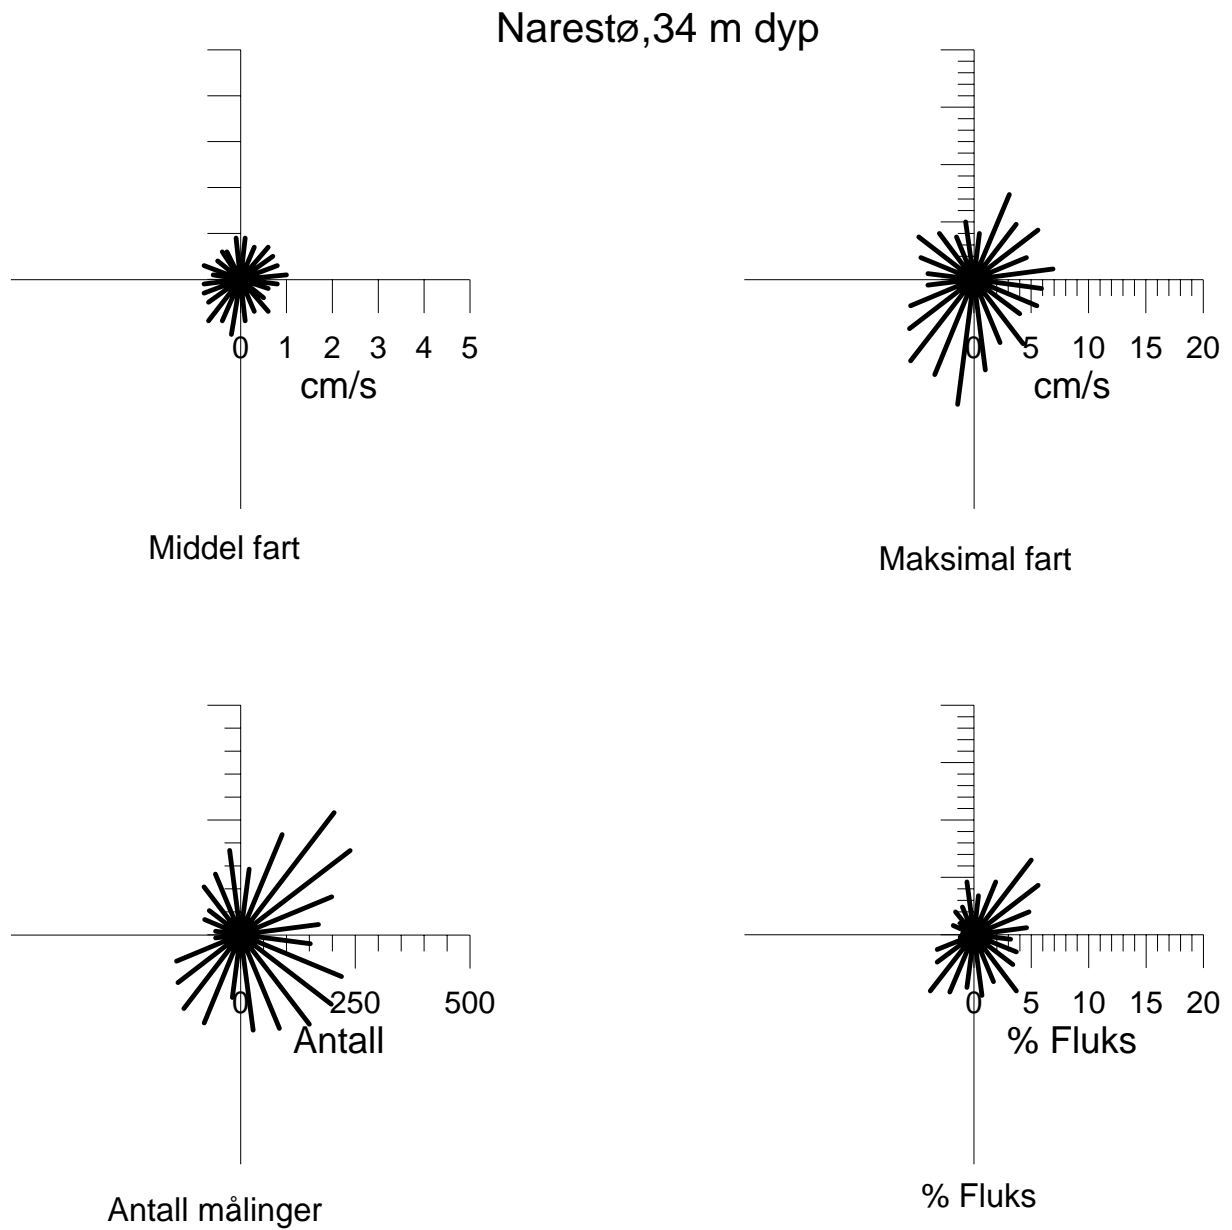 Narestø,34 m dyp
0 1 2 3 4 5
cm/s
Middel fart
0 5 10 15 20
cm/s
Maksimal fart
0 250 500
Antall
Antall målinger
0 5 10 15 20
% Fluks
% Fluks